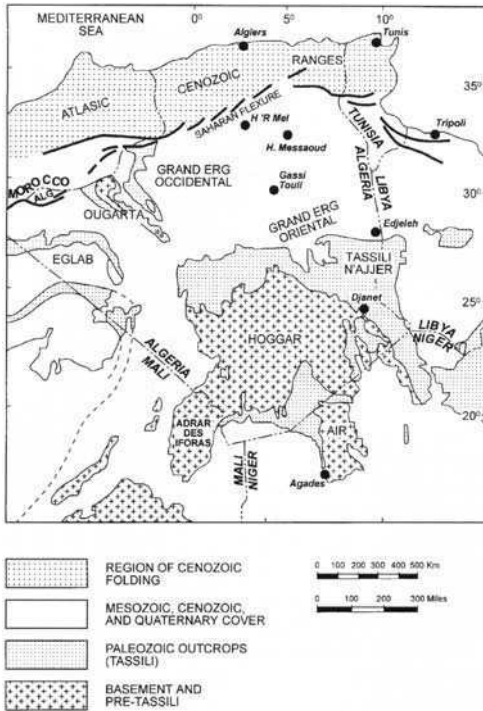 MEDITERRANEAN
SEA
0°
5°
10°
Algiers
Tunis
CENOZOIC
RANGES
ATLASIC
35°
SAHARAN FLEXURE
H 'R Mel
H. Messaoud
TUNISIA
ALGERIA
LIBYA
Tripoli
MOROCCO
ALG.
GRAND ERG
OCCIDENTAL
Gassi
Touil
30°
OUGARTA
GRAND ERG
ORIENTAL
Edjeleh
EGLAB
TASSILI
N'AJJER
Djanet
25°
HOGGAR
LIBYA
NIGER
ALGERIA
MALI
20°
ADRAR
DES
IFORAS
AIR
MALI
NIGER
Agades
REGION OF CENOZOIC
FOLDING
0 100 200 300 400 500 Km
MESOZOIC, CENOZOIC,
AND QUATERNARY COVER
0 100 200 300 Miles
PALEOZOIC OUTCROPS
(TASSILI)
BASEMENT AND
PRE-TASSILI